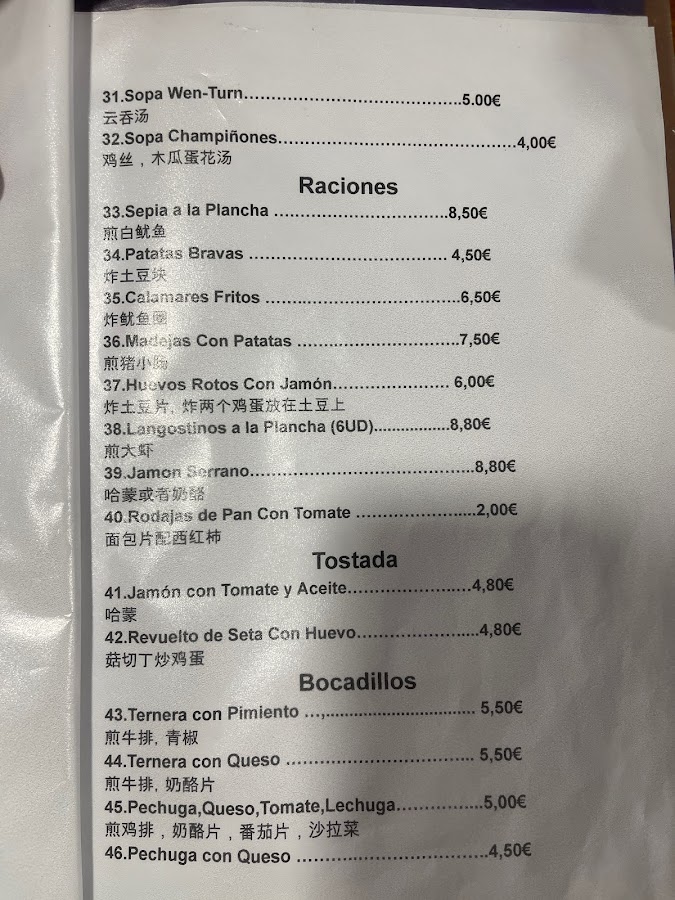 31.Sopa Wen-Turn.......................................5.00€
云吞汤
32.Sopa Champiñones..........................................4,00€
鸡丝，木瓜蛋花汤
Raciones
33.Sepia a la Plancha ...............................8,50€
煎白鱿鱼
34.Patatas Bravas .................................... 4,50€
炸土豆块
35.Calamares Fritos ...................................6,50€
炸鱿鱼圈
36.Madejas Con Patatas .............................7,50€
煎猪小肠
37.Huevos Rotos Con Jamón..................... 6,00€
炸土豆片, 炸两个鸡蛋放在土豆上
38.Langostinos a la Plancha (6UD)..................8,80€
煎大虾
39.Jamon Serrano........................................8,80€
哈蒙或者奶酪
40.Rodajas de Pan Con Tomate ......................2,00€
面包片配西红柿
Tostada
41.Jamón con Tomate y Aceite......................4,80€
哈蒙
42.Revuelto de Seta Con Huevo......................4,80€
菇切丁炒鸡蛋
Bocadillos
43.Ternera con Pimiento ...,........................... 5,50€
煎牛排, 青椒
44.Ternera con Queso .................................. 5,50€
煎牛排, 奶酪片
45.Pechuga,Queso,Tomate,Lechuga................5,00€
煎鸡排，奶酪片，番茄片，沙拉菜
46.Pechuga con Queso ...................................4,50€